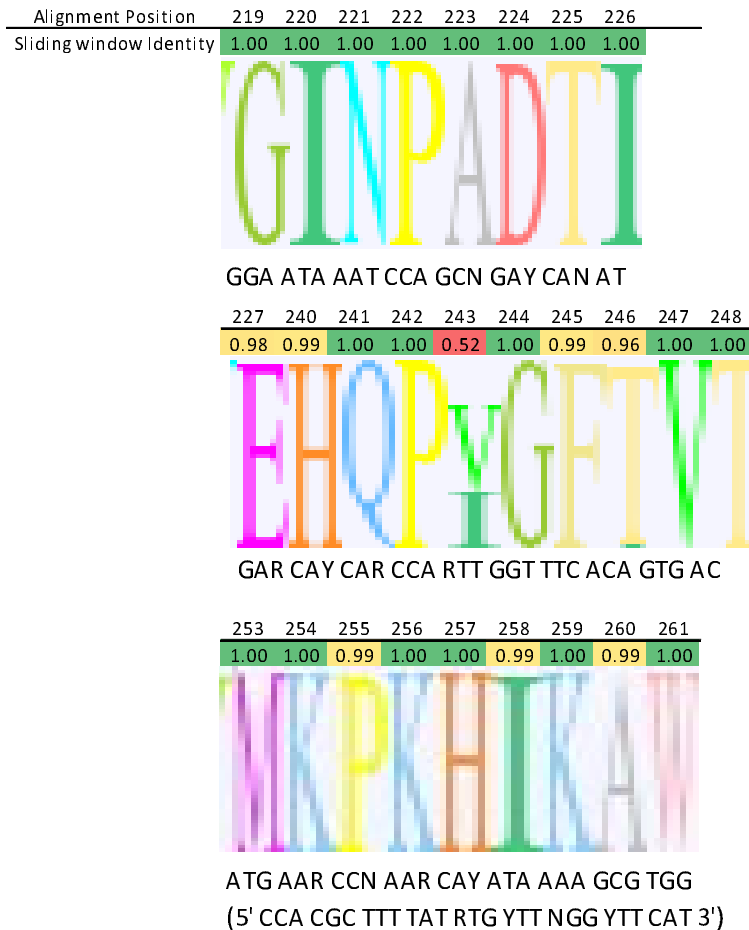 Alignment Position 219 220 221 222 223 224 225 226
Sliding window Identity 1.00 1.00 1.00 1.00 1.00 1.00 1.00 1.00
GINPADTI
GGA ATA AAT CCA GCN GAY CAN AT
227 240 241 242 243 244 245 246 247 248
0.98 0.99 1.00 1.00 0.52 1.00 0.99 0.96 1.00 1.00
EHQPVGFTVT
I
GAR CAY CAR CCA RTT GGT TTC ACA GTG AC
253 254 255 256 257 258 259 260 261
1.00 1.00 0.99 1.00 1.00 0.99 1.00 0.99 1.00
MKPKHIKAW
ATG AAR CCN AAR CAY ATA AAA GCG TGG
(5' CCA CGC TTT TAT RTG YTT NGG YTT CAT 3')